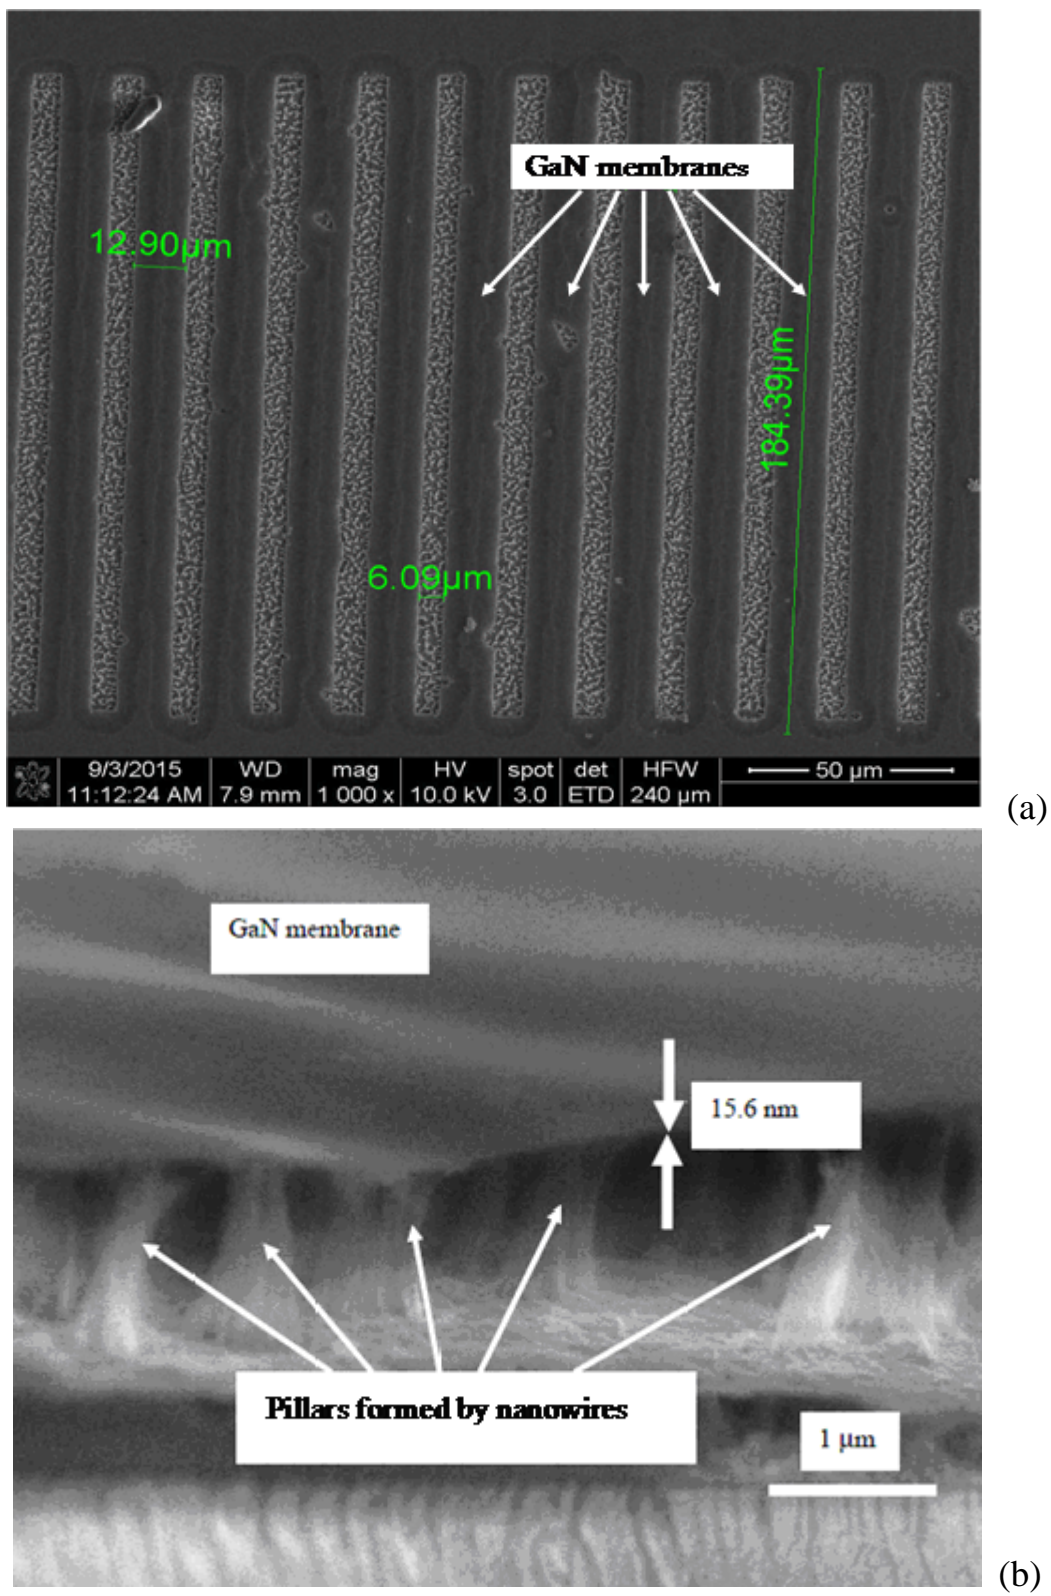 GaN membranes
12.90µm
184.39µm
6.09µm
9/3/2015 WD mag HV spot det HFW 50 µm
11:12:24 AM 7.9 mm 1 000 x 10.0 kV 3.0 ETD 240 µm
(a)
GaN membrane
15.6 nm
Pillars formed by nanowires
1 µm
(b)